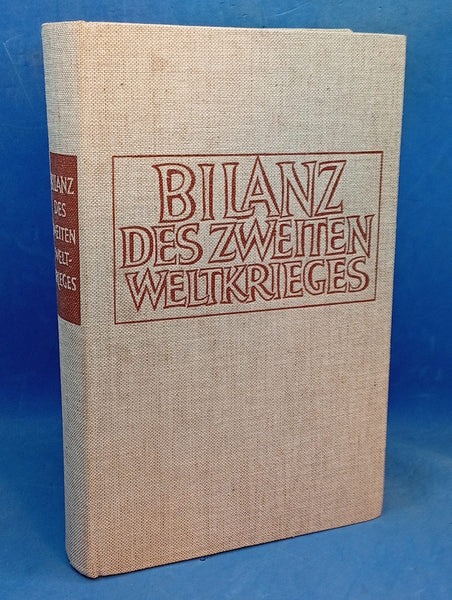 BILANZ
DES ZWEITEN
WELTKRIEGES
BILANZ
DES
ZWEITEN
WELT-
KRIEGES